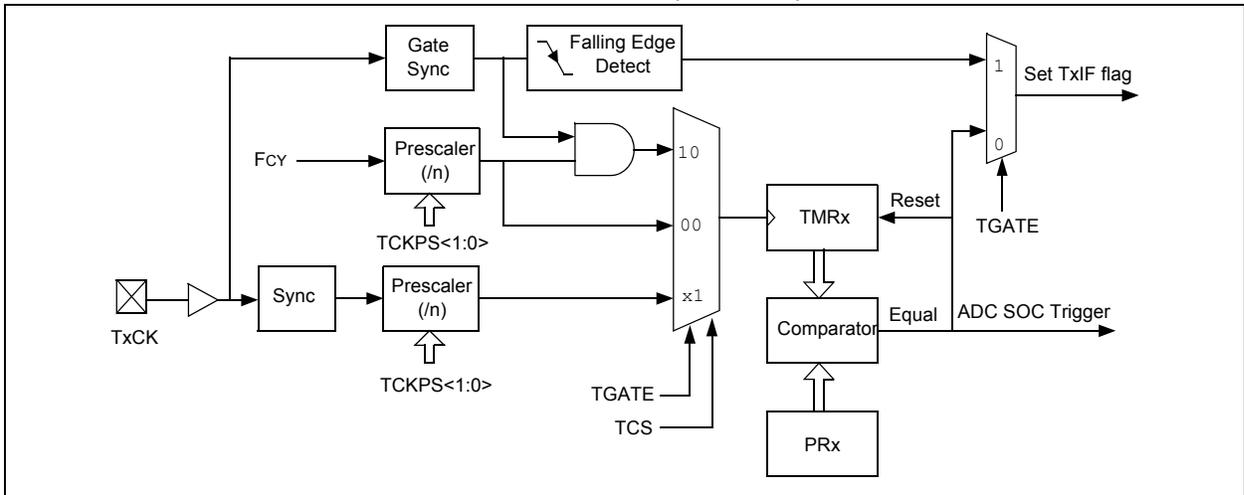 Gate
Sync
Falling Edge
Detect
1
Set TxIF flag
0
TGATE
FCY
Prescaler
(/n)
TCKPS<1:0>
10
00
x1
TMRx
Reset
TxCK
Sync
Prescaler
(/n)
TCKPS<1:0>
Comparator
Equal
ADC SOC Trigger
TGATE
TCS
PRx